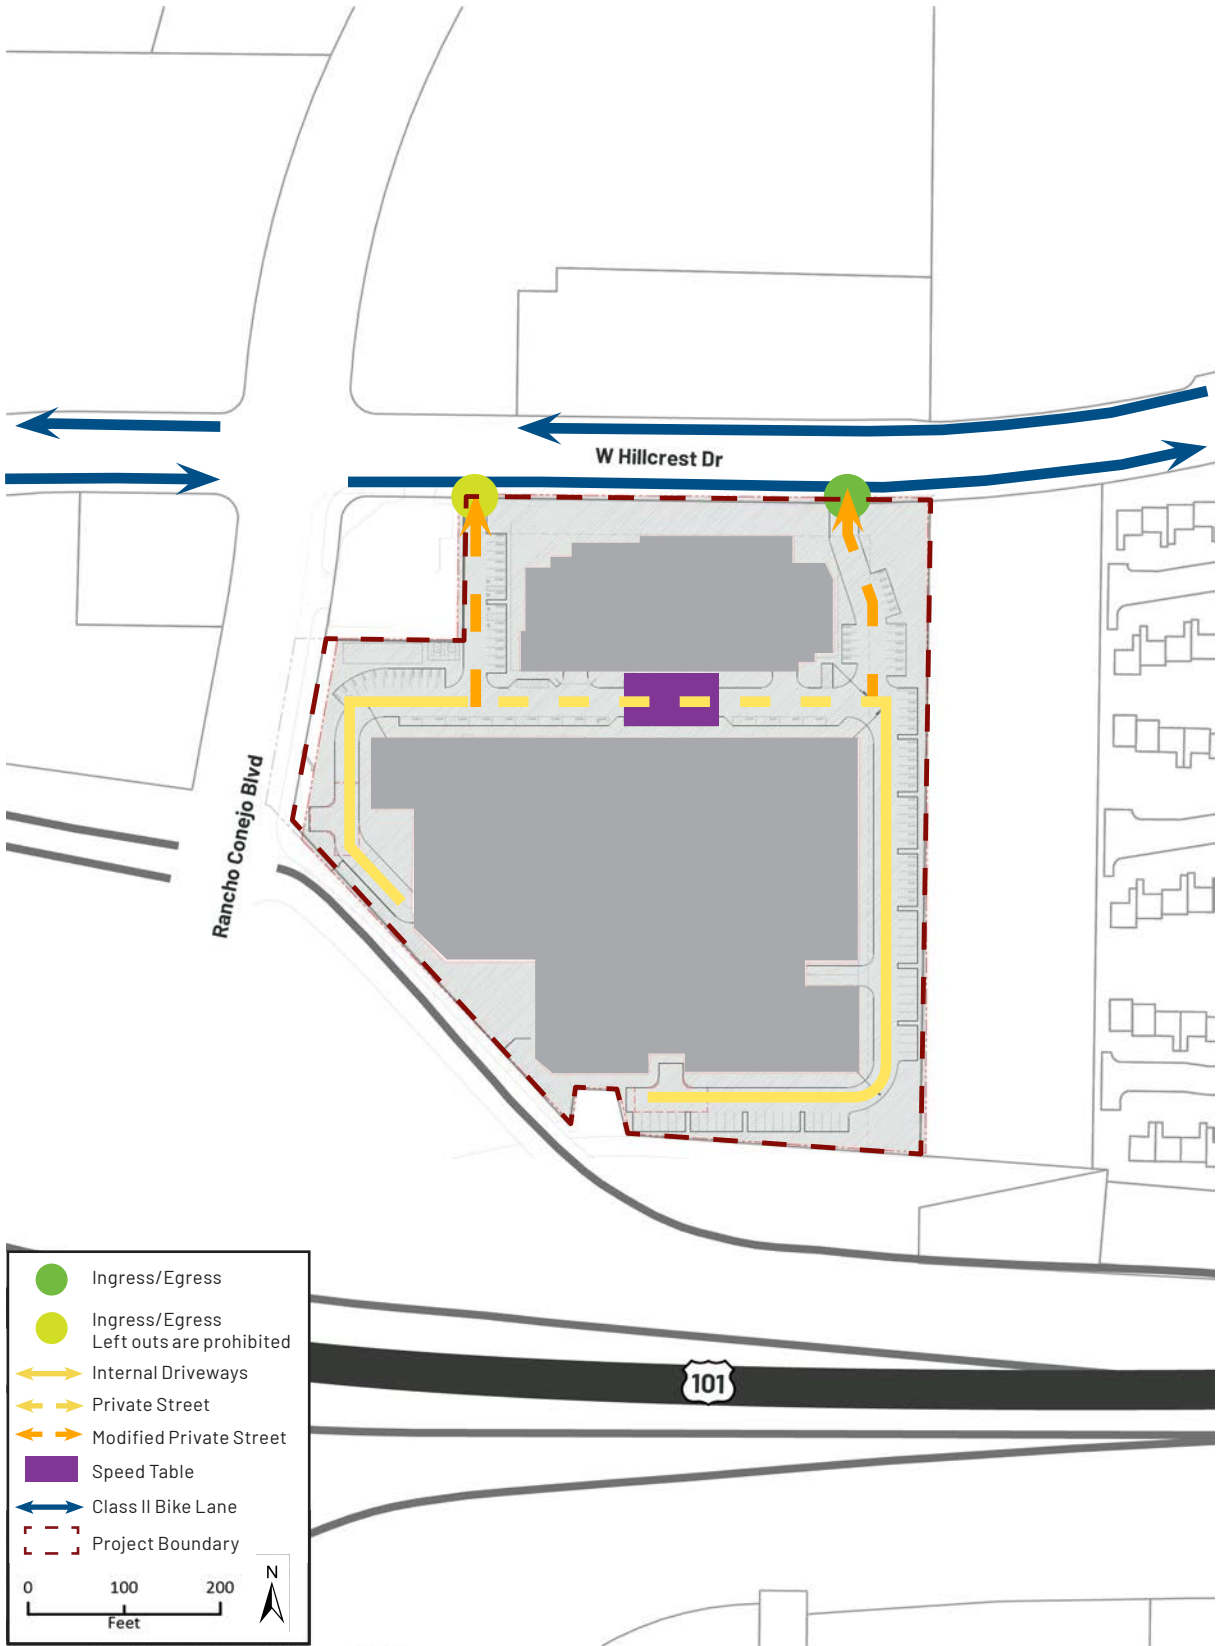 W Hillcrest Dr
Rancho Conejo Blvd
101
Ingress/Egress
Ingress/Egress
Left outs are prohibited
Internal Driveways
Private Street
Modified Private Street
Speed Table
Class II Bike Lane
Project Boundary
N
0 100 200
Feet